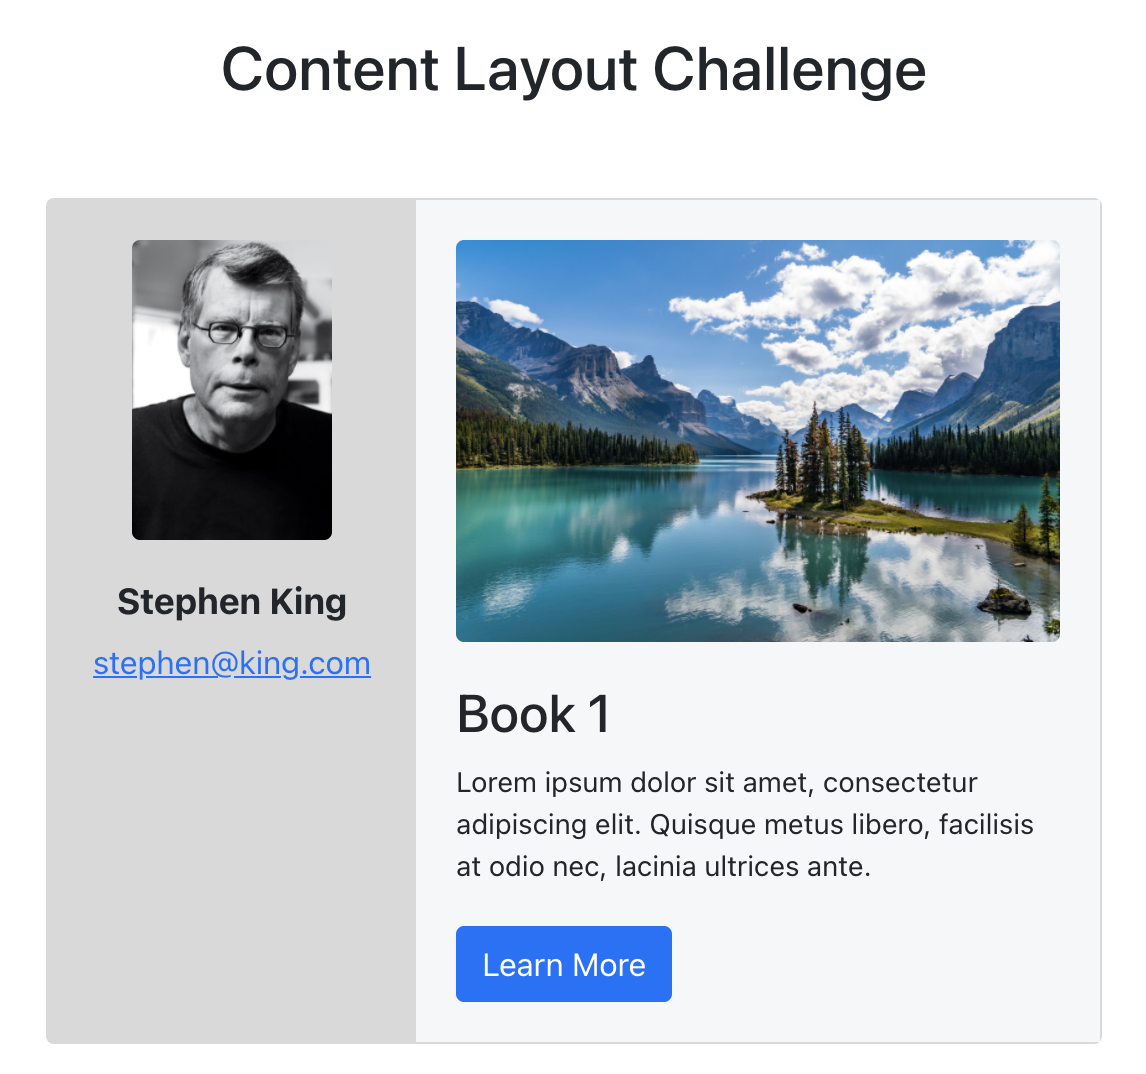 Content Layout Challenge
Stephen King
stephen@king.com
Book 1
Lorem ipsum dolor sit amet, consectetur
adipiscing elit. Quisque metus libero, facilisis
at odio nec, lacinia ultrices ante.
Learn More